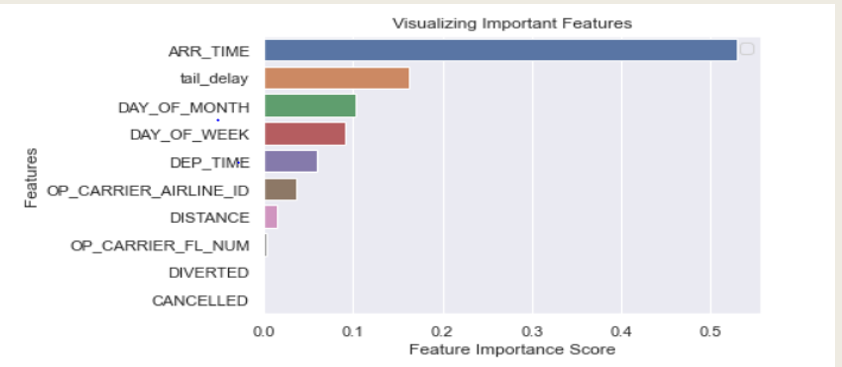 Visualizing Important Features
ARR_TIME
tail_delay
DAY_OF_MONTH
DAY_OF_WEEK
DEP_TIME
OP_CARRIER_AIRLINE_ID
DISTANCE
OP_CARRIER_FL_NUM
DIVERTED
CANCELLED
Features
0.0 0.1 0.2 0.3 0.4 0.5
Feature Importance Score